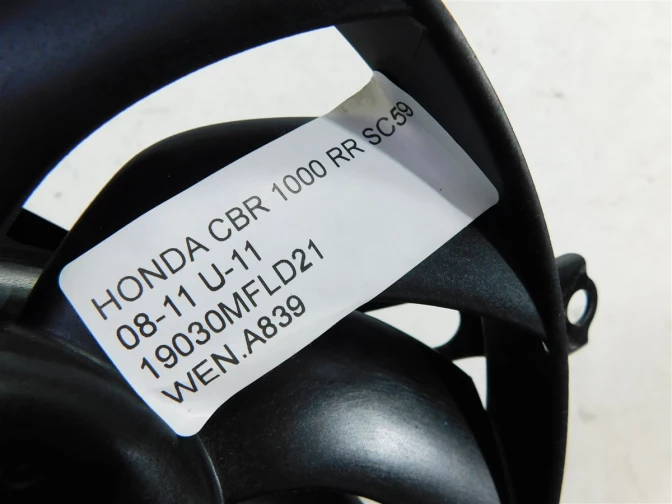 HONDA CBR 1000 RR SC59
08-11 U-11
19030MFLD21
WEN.A839